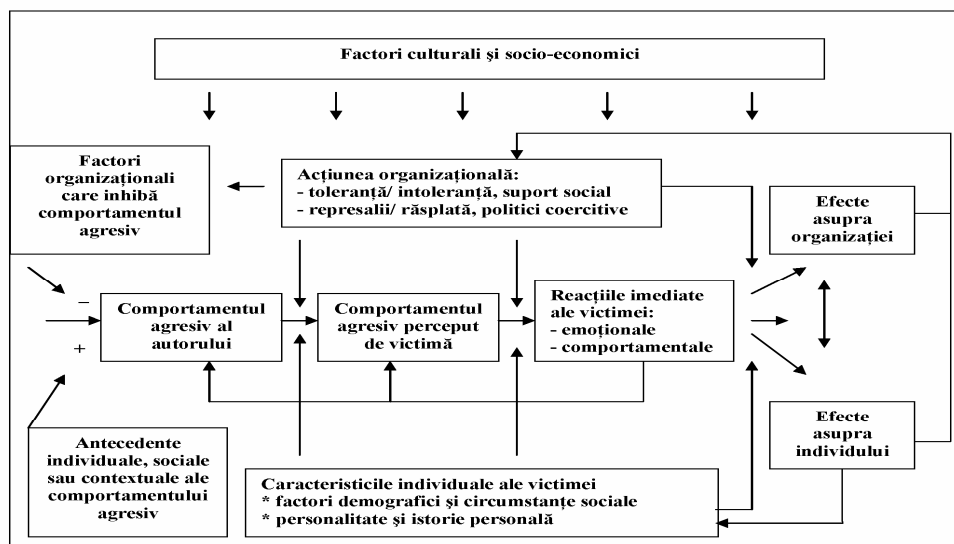 Factori culturali şi socio-economici
Factori
organizaţionali
care inhibă
comportamentul
agresiv
Acţiunea organizaţională:
- toleranţă/ intoleranţă, suport social
- represalii/ răsplată, politici coercitive
Efecte
asupra
organizaţiei
−
+
Comportamentul
agresiv al
autorului
Comportamentul
agresiv perceput
de victimă
Reacţiile imediate
ale victimei:
- emoţionale
- comportamentale
Antecedente
individuale, sociale
sau contextuale ale
comportamentului
agresiv
Caracteristicile individuale ale victimei
* factori demografici şi circumstanţe sociale
* personalitate şi istorie personală
Efecte
asupra
individului